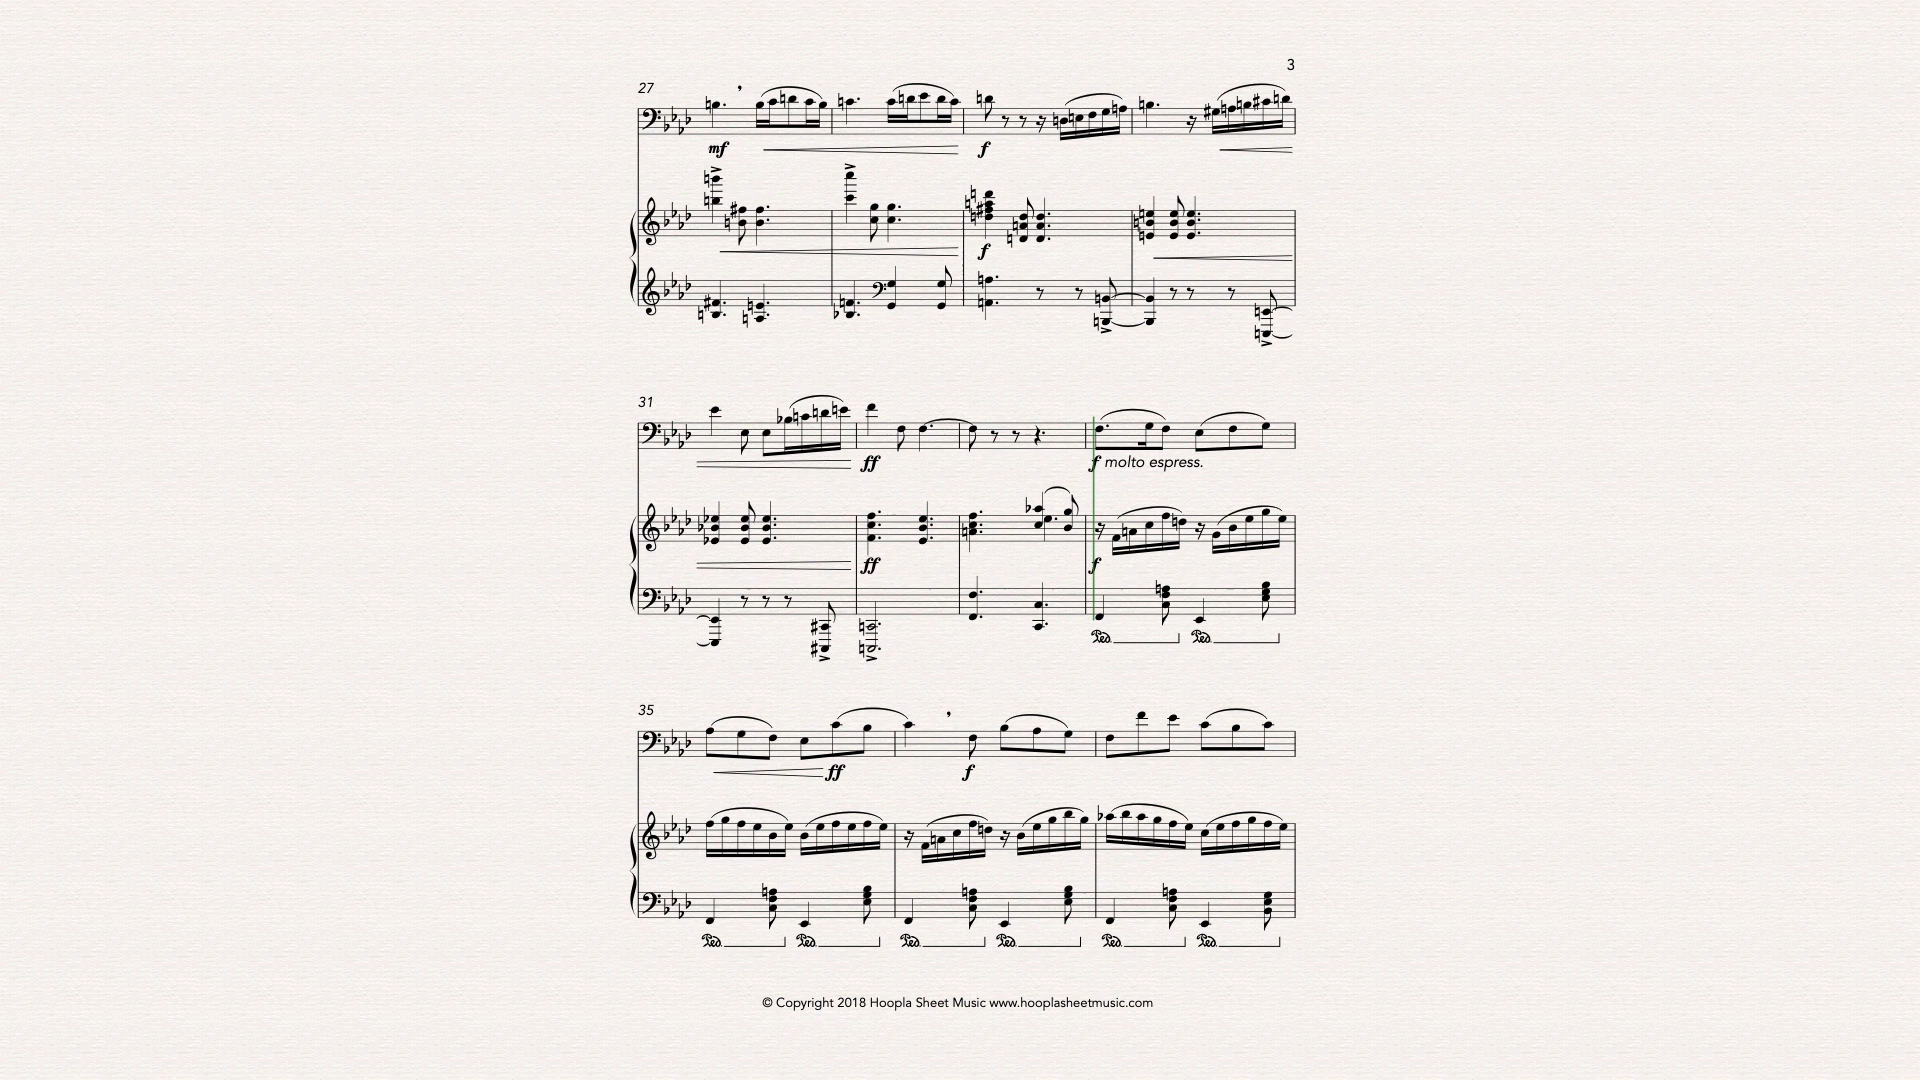 3
27
mf
f
f
31
ff
f molto espress.
ff
f
35
ff
f
© Copyright 2018 Hoopla Sheet Music www.hooplasheetmusic.com